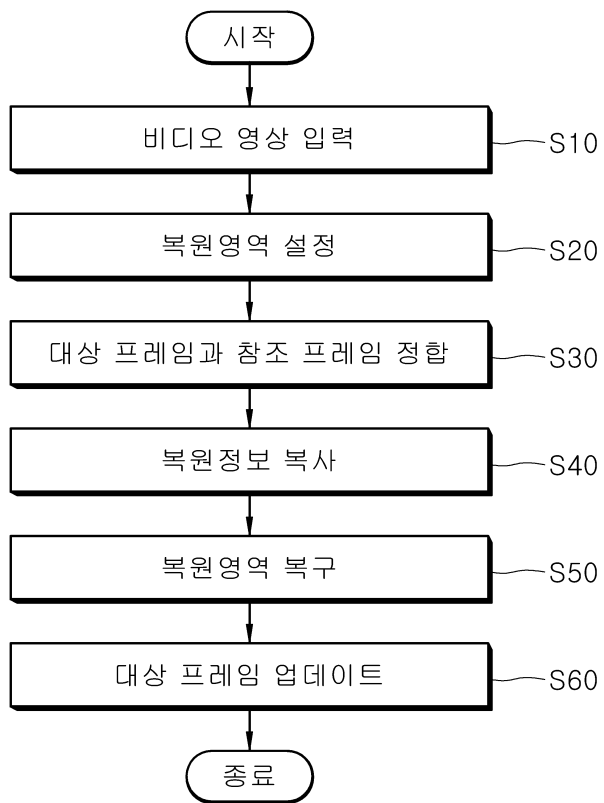 시작
비디오 영상 입력
S10
복원영역 설정
S20
대상 프레임과 참조 프레임 정합
S30
복원정보 복사
S40
복원영역 복구
S50
대상 프레임 업데이트
S60
종료